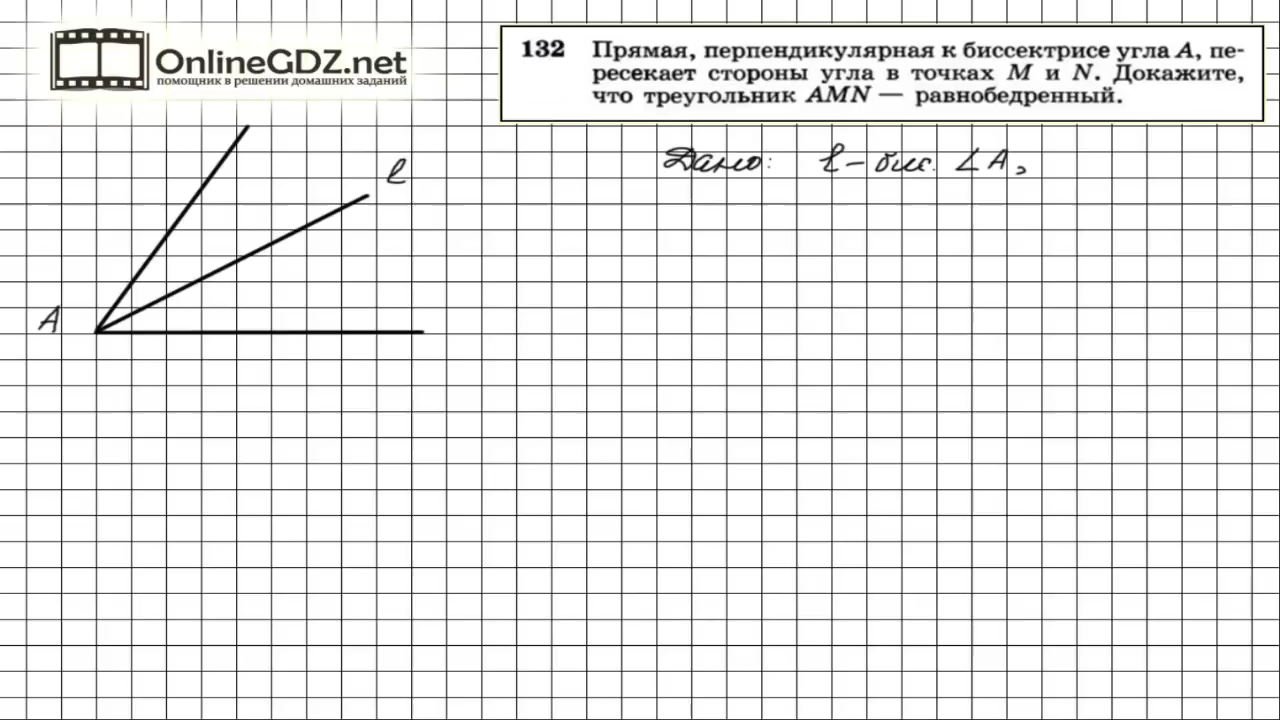 OnlineGDZ.net
помощник в решении домашних заданий
132 Прямая, перпендикулярная к биссектрисе угла A, пе-
ресекает стороны угла в точках M и N. Докажите,
что треугольник AMN — равнобедренный.
Дано: ℓ – бис. ∠A,
ℓ
A